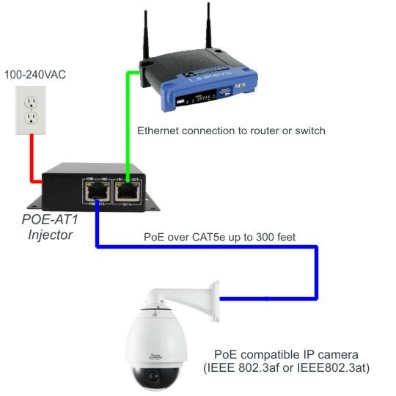 100-240VAC
LINKSYS
Ethernet connection to router or switch
POE-AT1
Injector
PoE over CAT5e up to 300 feet
PoE compatible IP camera
(IEEE 802.3af or IEEE802.3at)